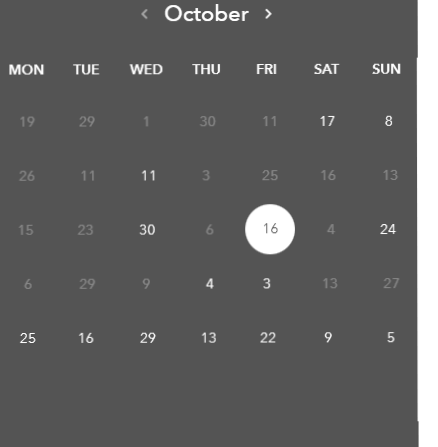 ‹ October ›
MON TUE WED THU FRI SAT SUN
19 29 1 30 11 17 8
26 11 11 3 25 16 13
15 23 30 6 16 4 24
6 29 9 4 3 13 27
25 16 29 13 22 9 5